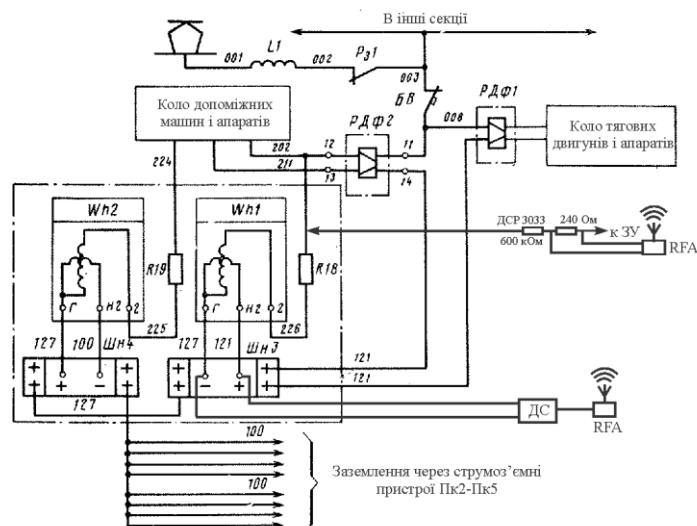 В інші секції
001
L1
002
Рз1
003
БВ
008
РДФ1
Коло тягових
двигунів і апаратів
Коло допоміжних
машин і апаратів
РДФ2
202
12
11
211
13
14
224
Wh2
Wh1
R19
R18
Г
н2
2
Г
н2
2
225
226
127
100
Шн4
127
121
Шн3
121
121
+
+
+
-
+
+
+
+
-
+
+
+
127
ДСР 3033
600 кОм
240 Ом
к ЗУ
RFA
ДС
RFA
100
100
Заземлення через струмоз’ємні
пристрої Пк2-Пк5